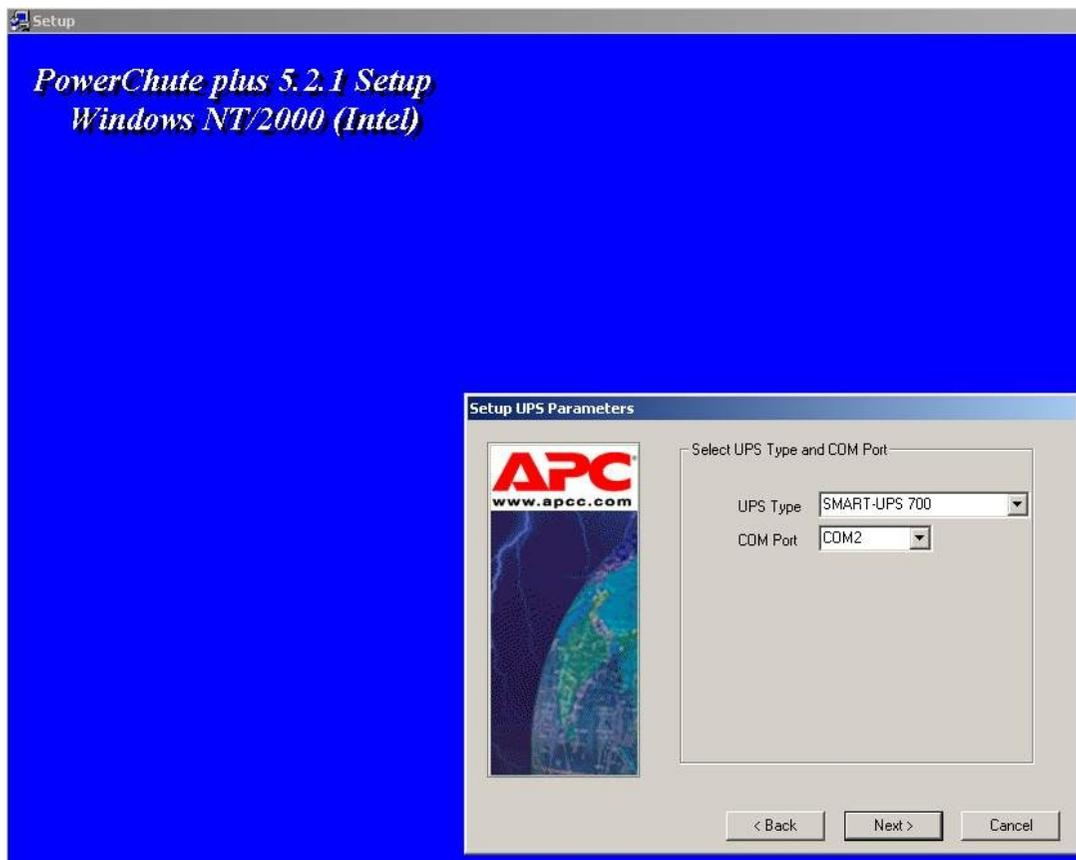 Setup
PowerChute plus 5.2.1 Setup
Windows NT/2000 (Intel)
Setup UPS Parameters
APC
www.apcc.com
Select UPS Type and COM Port
UPS Type SMART-UPS 700
COM Port COM2
< Back Next > Cancel